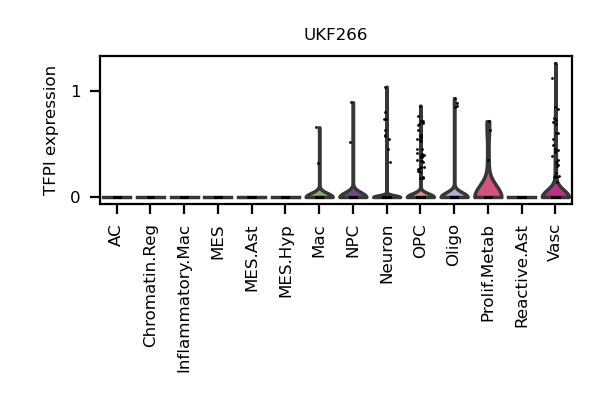 UKF266
TFPI expression
1
0
AC
Chromatin.Reg
Inflammatory.Mac
MES
MES.Ast
MES.Hyp
Mac
NPC
Neuron
OPC
Oligo
Prolif.Metab
Reactive.Ast
Vasc